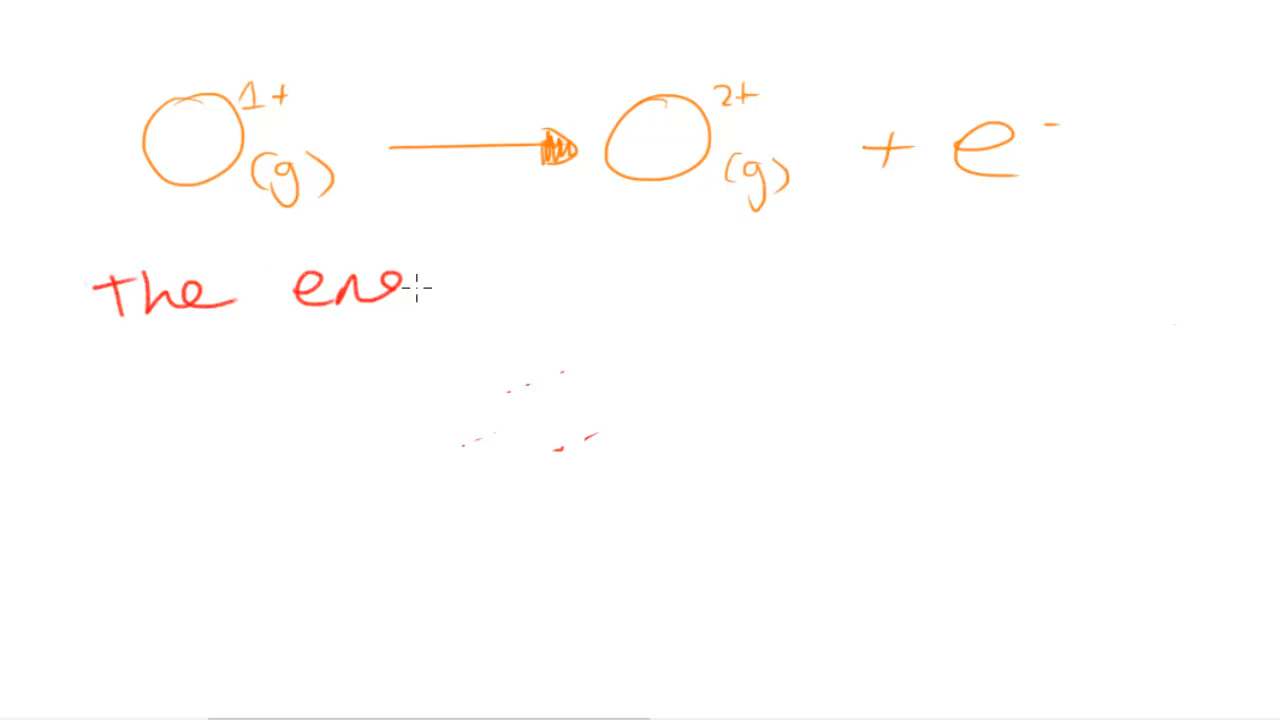 O¹⁺(g) → O²⁺(g) + e⁻
the ene